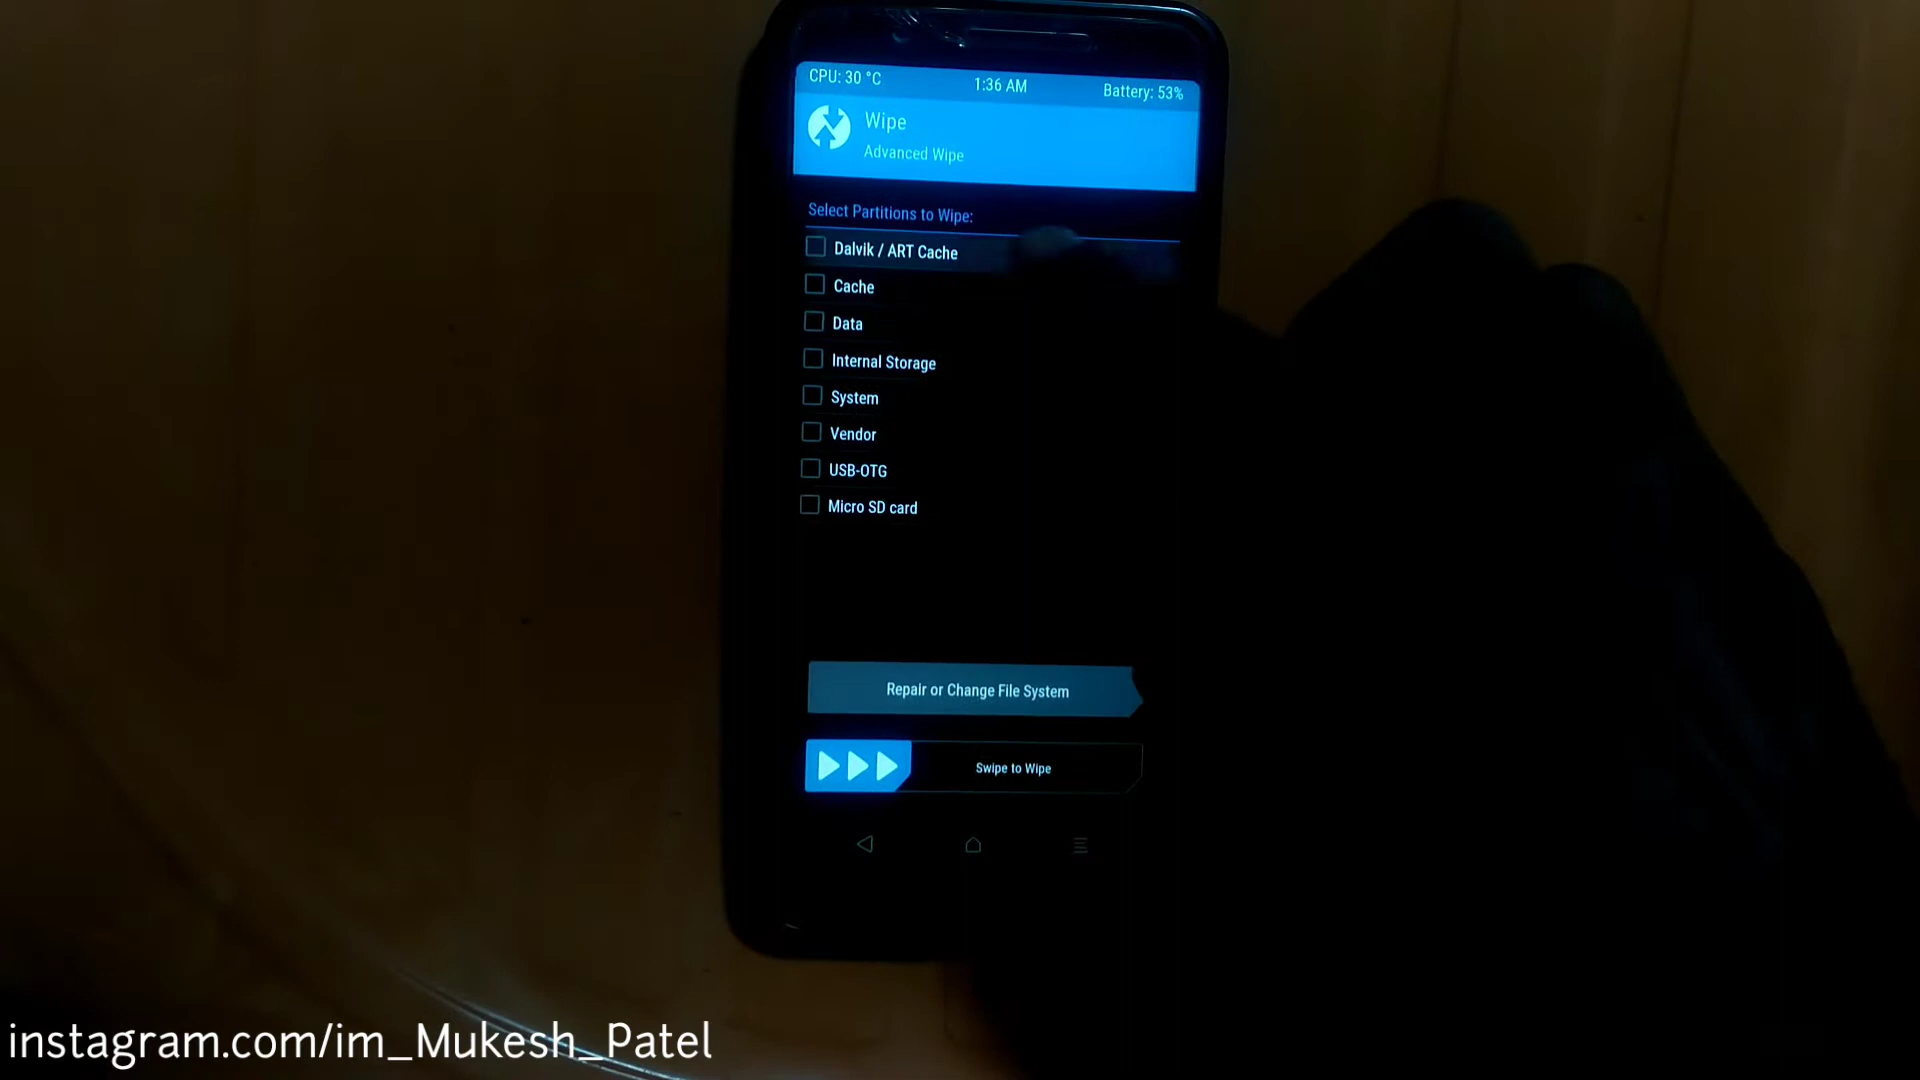 CPU: 30 °C 1:36 AM Battery: 53%
Wipe
Advanced Wipe
Select Partitions to Wipe:
Dalvik / ART Cache
Cache
Data
Internal Storage
System
Vendor
USB-OTG
Micro SD card
Repair or Change File System
Swipe to Wipe
instagram.com/im_Mukesh_Patel